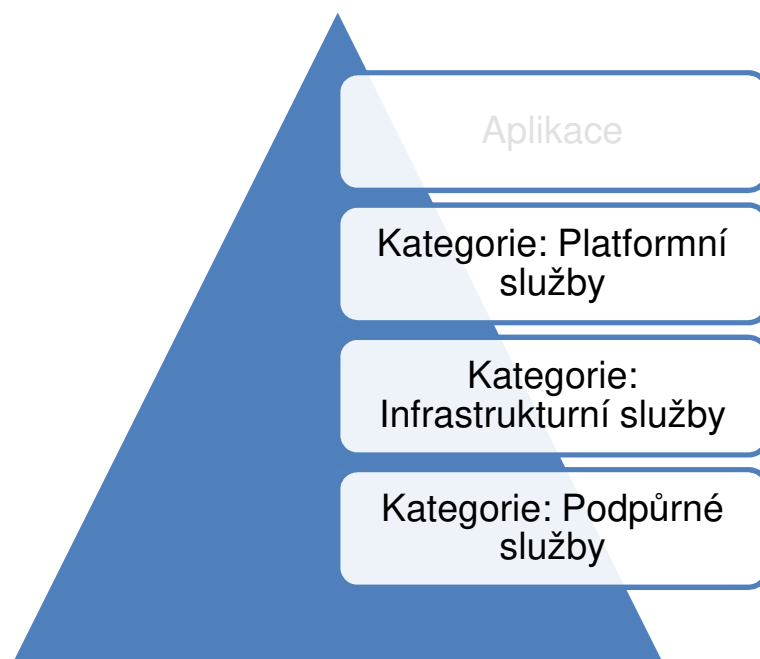 Aplikace
Kategorie: Platformní
služby
Kategorie:
Infrastrukturní služby
Kategorie: Podpůrné
služby